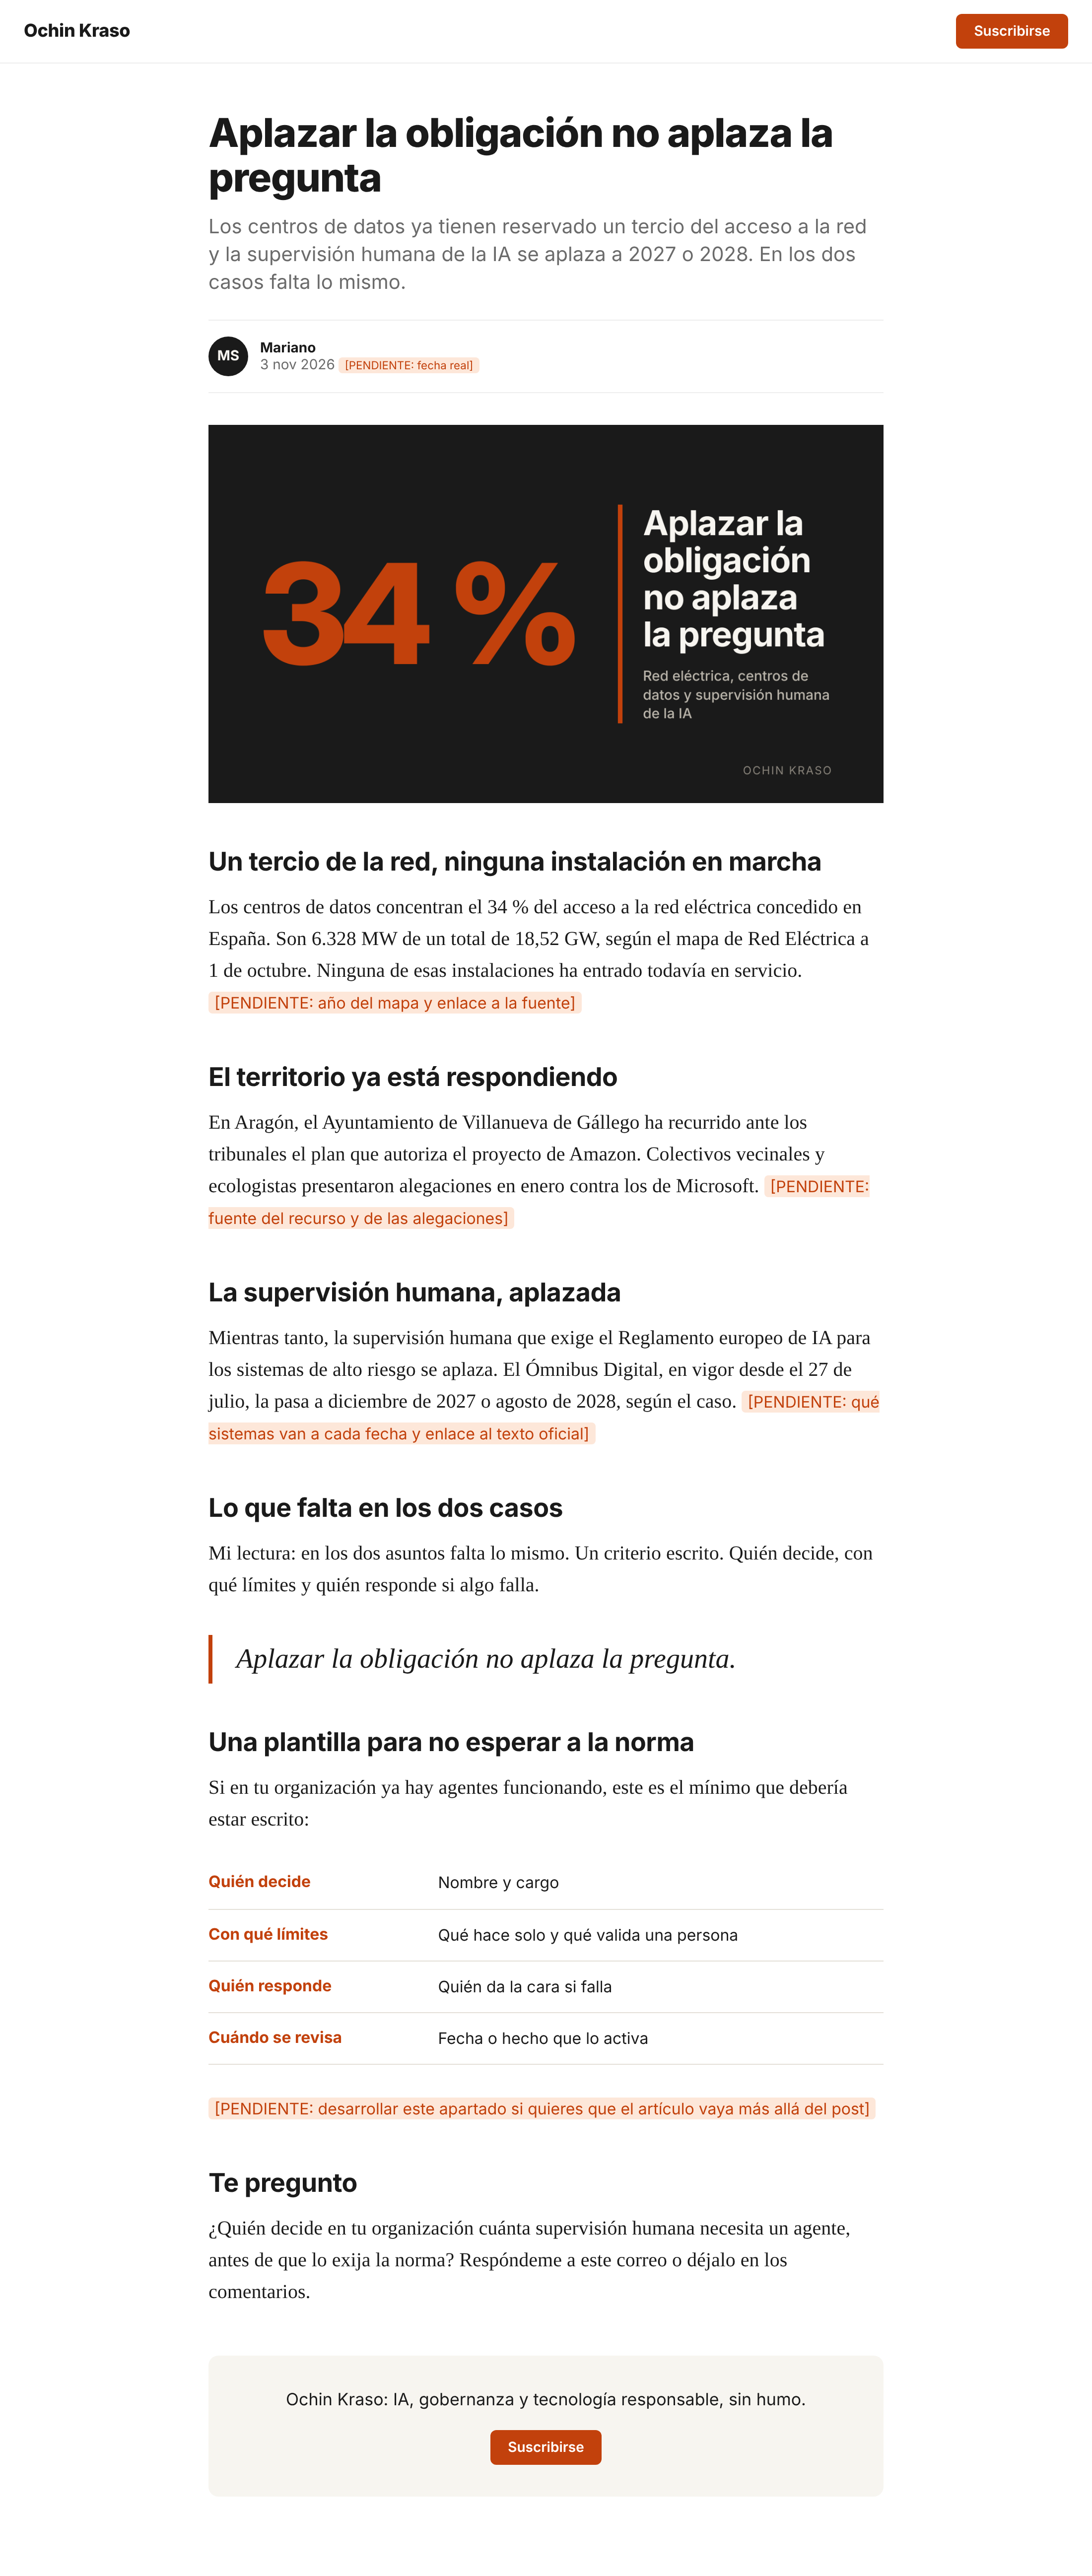 Ochin Kraso
Suscribirse
Aplazar la obligación no aplaza la
pregunta
Los centros de datos ya tienen reservado un tercio del acceso a la red
y la supervisión humana de la IA se aplaza a 2027 o 2028. En los dos
casos falta lo mismo.
MS
Mariano
3 nov 2026 [PENDIENTE: fecha real]
34 %
Aplazar la
obligación
no aplaza
la pregunta
Red eléctrica, centros de
datos y supervisión humana
de la IA
OCHIN KRASO
Un tercio de la red, ninguna instalación en marcha
Los centros de datos concentran el 34 % del acceso a la red eléctrica concedido en
España. Son 6.328 MW de un total de 18,52 GW, según el mapa de Red Eléctrica a
1 de octubre. Ninguna de esas instalaciones ha entrado todavía en servicio.
[PENDIENTE: año del mapa y enlace a la fuente]
El territorio ya está respondiendo
En Aragón, el Ayuntamiento de Villanueva de Gállego ha recurrido ante los
tribunales el plan que autoriza el proyecto de Amazon. Colectivos vecinales y
ecologistas presentaron alegaciones en enero contra los de Microsoft. [PENDIENTE:
fuente del recurso y de las alegaciones]
La supervisión humana, aplazada
Mientras tanto, la supervisión humana que exige el Reglamento europeo de IA para
los sistemas de alto riesgo se aplaza. El Ómnibus Digital, en vigor desde el 27 de
julio, la pasa a diciembre de 2027 o agosto de 2028, según el caso. [PENDIENTE: qué
sistemas van a cada fecha y enlace al texto oficial]
Lo que falta en los dos casos
Mi lectura: en los dos asuntos falta lo mismo. Un criterio escrito. Quién decide, con
qué límites y quién responde si algo falla.
Aplazar la obligación no aplaza la pregunta.
Una plantilla para no esperar a la norma
Si en tu organización ya hay agentes funcionando, este es el mínimo que debería
estar escrito:
Quién decide Nombre y cargo
Con qué límites Qué hace solo y qué valida una persona
Quién responde Quién da la cara si falla
Cuándo se revisa Fecha o hecho que lo activa
[PENDIENTE: desarrollar este apartado si quieres que el artículo vaya más allá del post]
Te pregunto
¿Quién decide en tu organización cuánta supervisión humana necesita un agente,
antes de que lo exija la norma? Respóndeme a este correo o déjalo en los
comentarios.
Ochin Kraso: IA, gobernanza y tecnología responsable, sin humo.
Suscribirse